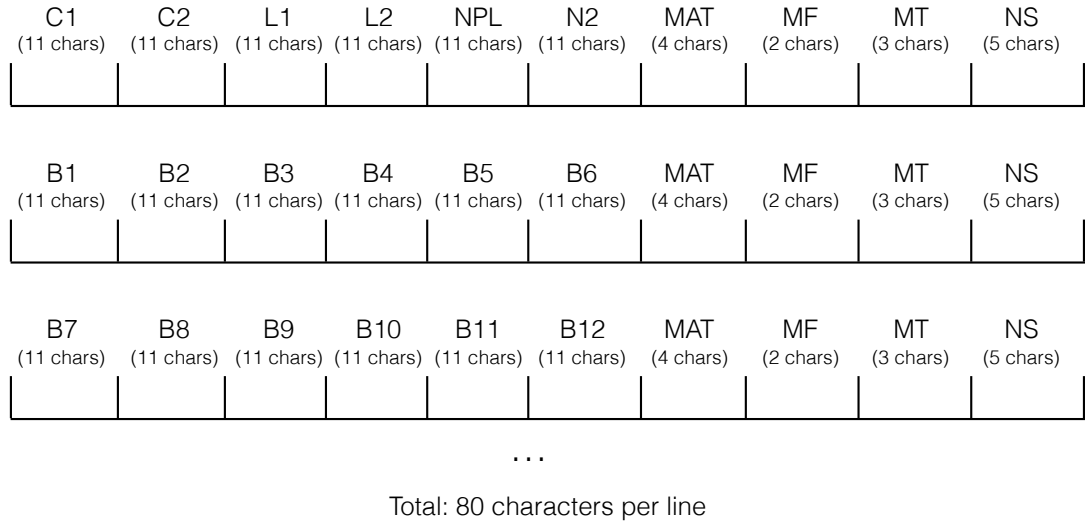 C1 C2 L1 L2 NPL N2 MAT MF MT NS
(11 chars) (11 chars) (11 chars) (11 chars) (11 chars) (11 chars) (4 chars) (2 chars) (3 chars) (5 chars)
B1 B2 B3 B4 B5 B6 MAT MF MT NS
(11 chars) (11 chars) (11 chars) (11 chars) (11 chars) (11 chars) (4 chars) (2 chars) (3 chars) (5 chars)
B7 B8 B9 B10 B11 B12 MAT MF MT NS
(11 chars) (11 chars) (11 chars) (11 chars) (11 chars) (11 chars) (4 chars) (2 chars) (3 chars) (5 chars)
...
Total: 80 characters per line